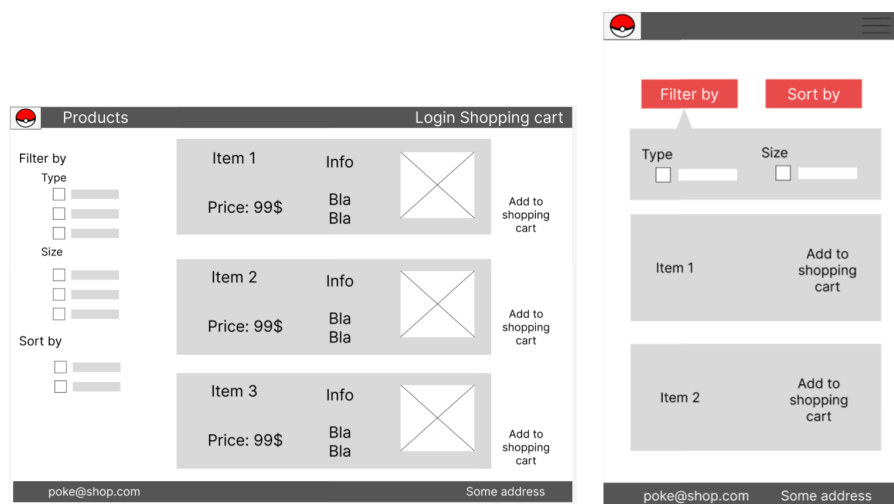 Products
Login Shopping cart
Filter by
Type
Size
Sort by
Item 1
Info
Price: 99$
Bla
Bla
Add to
shopping
cart
Item 2
Info
Price: 99$
Bla
Bla
Add to
shopping
cart
Item 3
Info
Price: 99$
Bla
Bla
Add to
shopping
cart
poke@shop.com
Some address
Filter by
Sort by
Type
Size
Item 1
Add to
shopping
cart
Item 2
Add to
shopping
cart
poke@shop.com
Some address